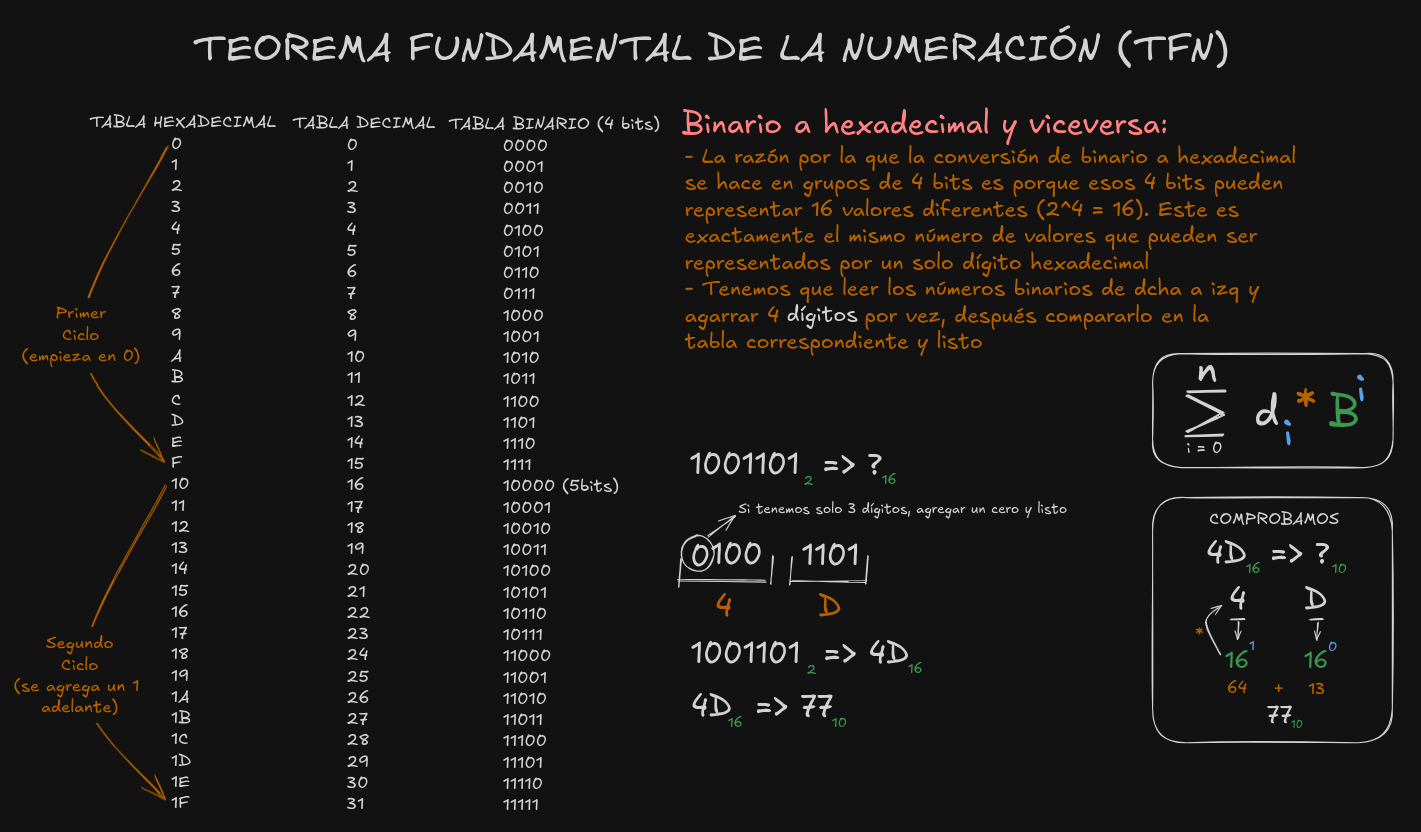 TEOREMA FUNDAMENTAL DE LA NUMERACIÓN (TFN)
TABLA HEXADECIMAL TABLA DECIMAL TABLA BINARIO (4 bits)
0 0 0000
1 1 0001
2 2 0010
3 3 0011
4 4 0100
5 5 0101
6 6 0110
7 7 0111
8 8 1000
9 9 1001
A 10 1010
B 11 1011
C 12 1100
D 13 1101
E 14 1110
F 15 1111
10 16 10000 (5bits)
11 17 10001
12 18 10010
13 19 10011
14 20 10100
15 21 10101
16 22 10110
17 23 10111
18 24 11000
19 25 11001
1A 26 11010
1B 27 11011
1C 28 11100
1D 29 11101
1E 30 11110
1F 31 11111
Primer
Ciclo
(empieza en 0)
Segundo
Ciclo
(se agrega un 1
adelante)
Binario a hexadecimal y viceversa:
- La razón por la que la conversión de binario a hexadecimal
se hace en grupos de 4 bits es porque esos 4 bits pueden
representar 16 valores diferentes (2^4 = 16). Este es
exactamente el mismo número de valores que pueden ser
representados por un solo dígito hexadecimal
- Tenemos que leer los números binarios de dcha a izq y
agarrar 4 dígitos por vez, después compararlo en la
tabla correspondiente y listo
1001101 2 => ? 16
Si tenemos solo 3 dígitos, agregar un cero y listo
0100 1101
4 D
1001101 2 => 4D 16
4D 16 => 77 10
n
∑ d i * B i
i = 0
COMPROBAMOS
4D 16 => ? 10
4 D
*
16 1 16 0
64 + 13
77 10